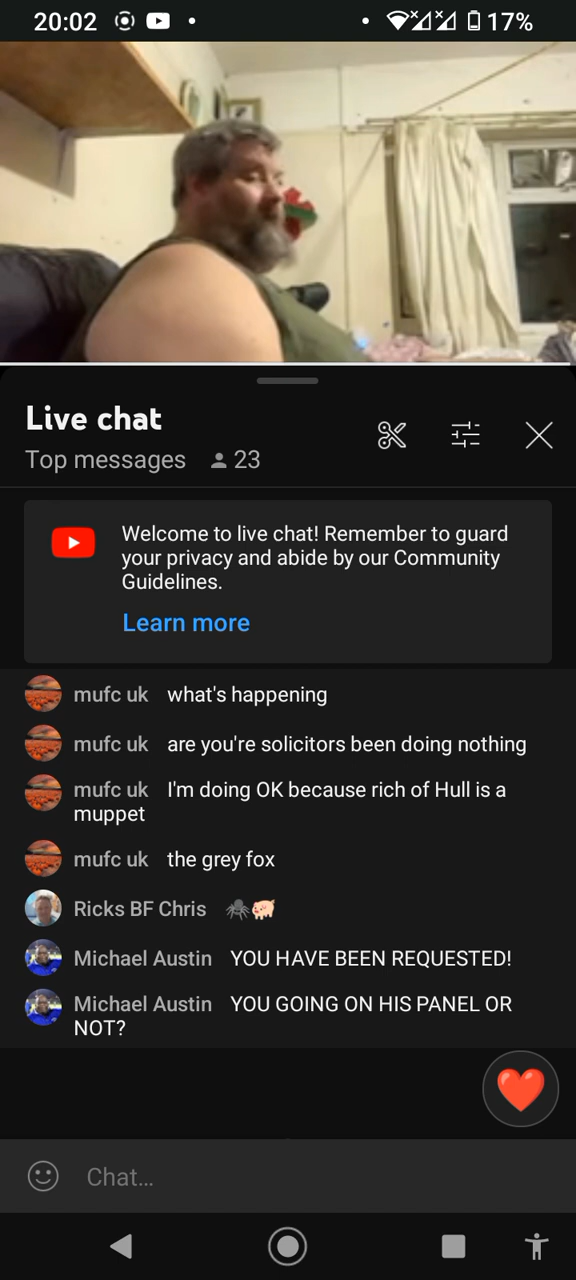 20:02
17%
Live chat
Top messages 23
Welcome to live chat! Remember to guard
your privacy and abide by our Community
Guidelines.
Learn more
mufc uk what's happening
mufc uk are you're solicitors been doing nothing
mufc uk I'm doing OK because rich of Hull is a
muppet
mufc uk the grey fox
Ricks BF Chris 🕷️🐖
Michael Austin YOU HAVE BEEN REQUESTED!
Michael Austin YOU GOING ON HIS PANEL OR
NOT?
Chat...